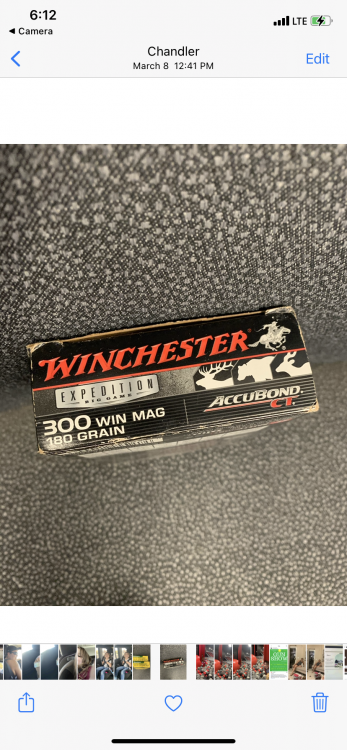 6:12
LTE
Camera
Chandler
March 8 12:41 PM
Edit
WINCHESTER
EXPEDITION
BIG GAME
300 WIN MAG
180 GRAIN
ACCUBOND
CT